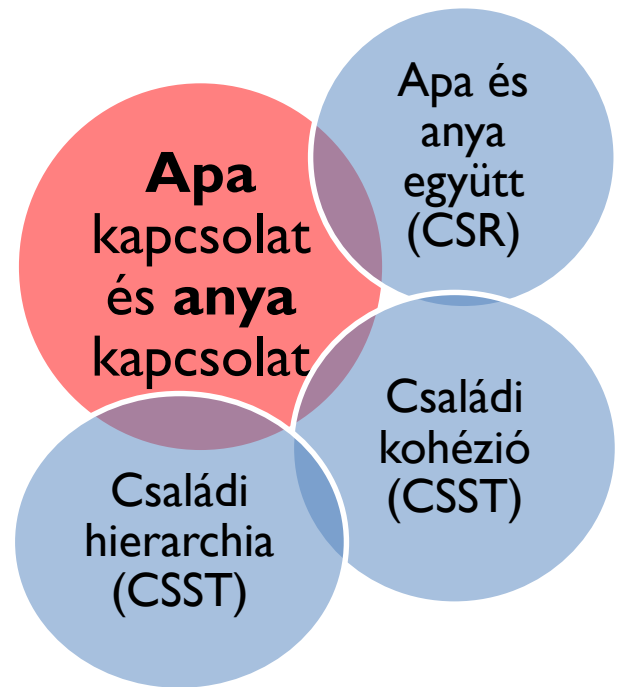 Apa
kapcsolat
és anya
kapcsolat
Apa és
anya
együtt
(CSR)
Családi
kohézió
(CSST)
Családi
hierarchia
(CSST)